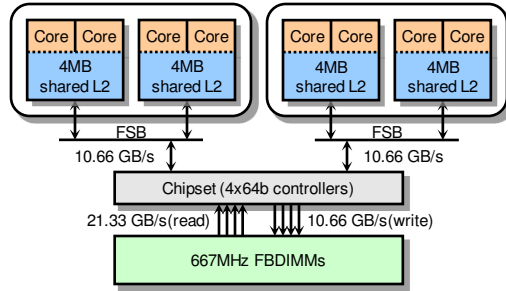 Core Core Core Core Core Core Core Core
4MB 4MB 4MB 4MB
shared L2 shared L2 shared L2 shared L2
FSB FSB
10.66 GB/s 10.66 GB/s
Chipset (4x64b controllers)
21.33 GB/s(read) 10.66 GB/s(write)
667MHz FBDIMMs